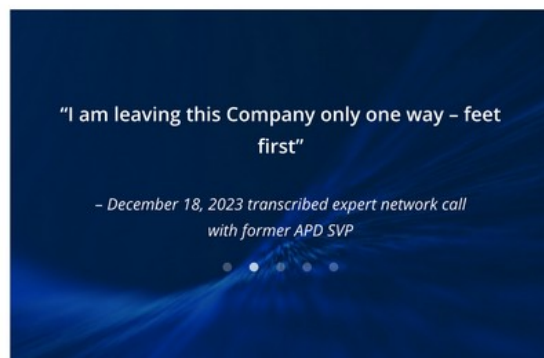 “I am leaving this Company only one way – feet
first”
– December 18, 2023 transcribed expert network call
with former APD SVP